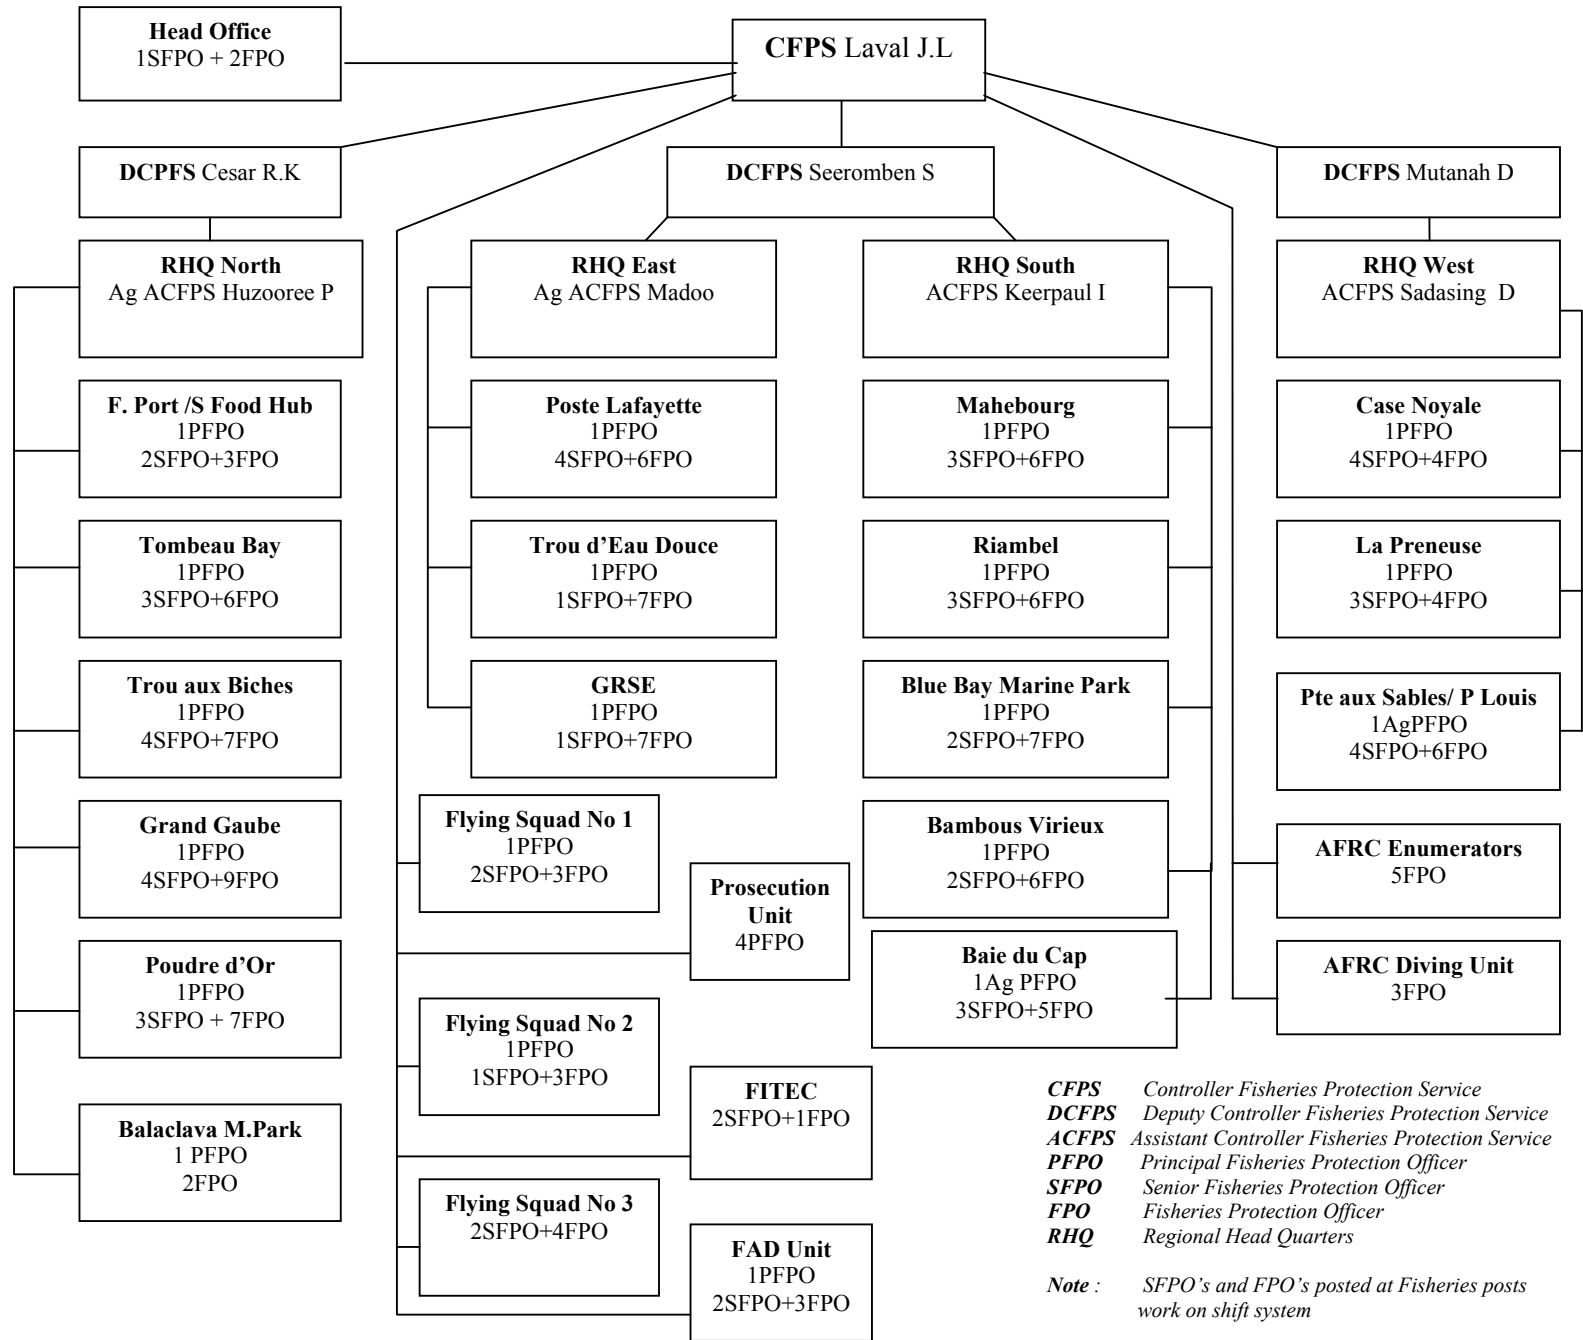 Head Office
1SFPO + 2FPO
CFPS Laval J.L
DCPFS Cesar R.K
DCFPS Seeromben S
DCFPS Mutanah D
RHQ North
Ag ACFPS Huzooree P
RHQ East
Ag ACFPS Madoo
RHQ South
ACFPS Keerpaul I
RHQ West
ACFPS Sadasing D
F. Port /S Food Hub
1PFPO
2SFPO+3FPO
Poste Lafayette
1PFPO
4SFPO+6FPO
Mahebourg
1PFPO
3SFPO+6FPO
Case Noyale
1PFPO
4SFPO+4FPO
Tombeau Bay
1PFPO
3SFPO+6FPO
Trou d’Eau Douce
1PFPO
1SFPO+7FPO
Riambel
1PFPO
3SFPO+6FPO
La Preneuse
1PFPO
3SFPO+4FPO
Trou aux Biches
1PFPO
4SFPO+7FPO
GRSE
1PFPO
1SFPO+7FPO
Blue Bay Marine Park
1PFPO
2SFPO+7FPO
Pte aux Sables/ P Louis
1AgPFPO
4SFPO+6FPO
Grand Gaube
1PFPO
4SFPO+9FPO
Flying Squad No 1
1PFPO
2SFPO+3FPO
Prosecution
Unit
4PFPO
Bambous Virieux
1PFPO
2SFPO+6FPO
AFRC Enumerators
5FPO
Poudre d’Or
1PFPO
3SFPO + 7FPO
Baie du Cap
1Ag PFPO
3SFPO+5FPO
AFRC Diving Unit
3FPO
Flying Squad No 2
1PFPO
1SFPO+3FPO
FITEC
2SFPO+1FPO
Balaclava M.Park
1 PFPO
2FPO
Flying Squad No 3
2SFPO+4FPO
FAD Unit
1PFPO
2SFPO+3FPO
CFPS Controller Fisheries Protection Service
DCFPS Deputy Controller Fisheries Protection Service
ACFPS Assistant Controller Fisheries Protection Service
PFPO Principal Fisheries Protection Officer
SFPO Senior Fisheries Protection Officer
FPO Fisheries Protection Officer
RHQ Regional Head Quarters
Note : SFPO’s and FPO’s posted at Fisheries posts
work on shift system